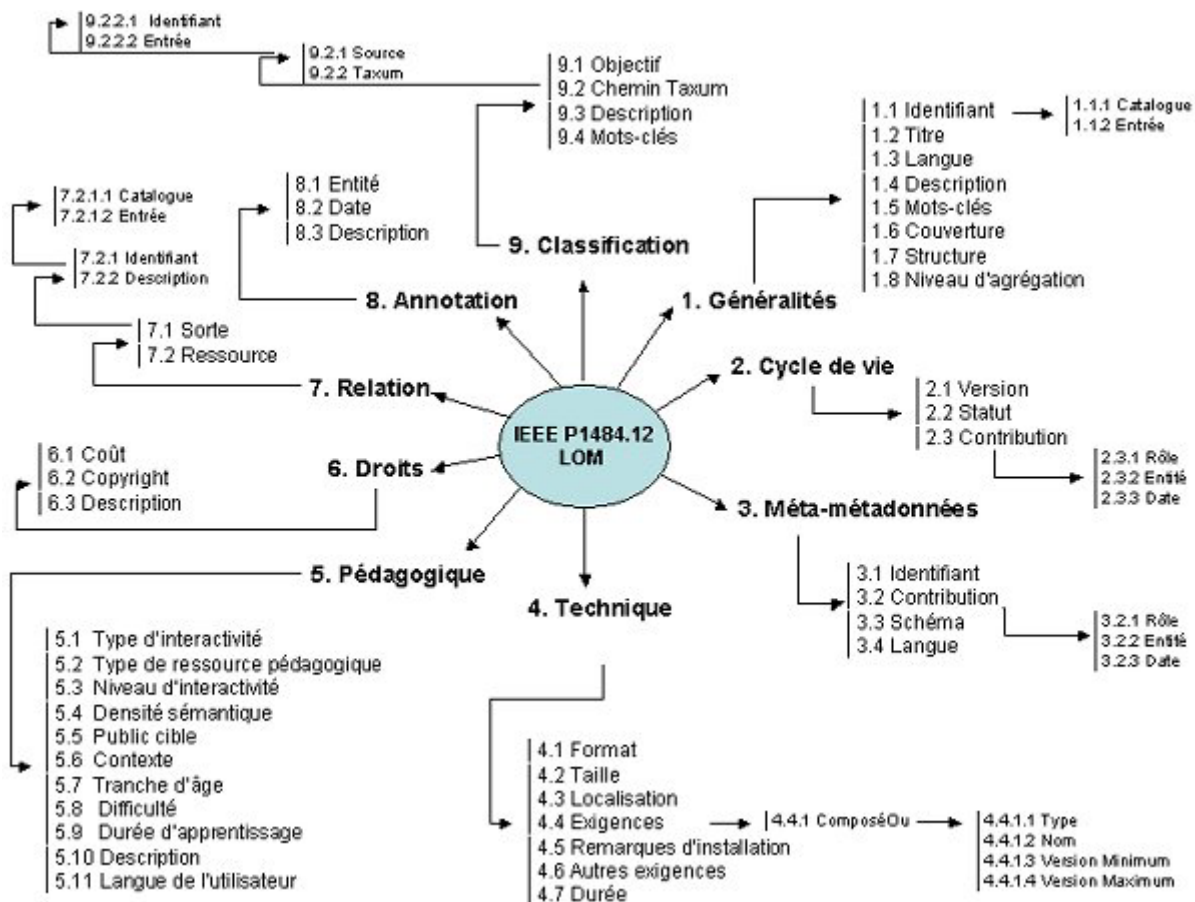 9.2.2.1 Identifiant
9.2.2.2 Entrée
9.2.1 Source
9.2.2 Taxum
9.1 Objectif
9.2 Chemin Taxum
9.3 Description
9.4 Mots-clés
9. Classification
1.1 Identifiant
1.2 Titre
1.3 Langue
1.4 Description
1.5 Mots-clés
1.6 Couverture
1.7 Structure
1.8 Niveau d'agrégation
1.1.1 Catalogue
1.1.2 Entrée
1. Généralités
8.1 Entité
8.2 Date
8.3 Description
8. Annotation
7.2.1.1 Catalogue
7.2.1.2 Entrée
7.2.1 Identifiant
7.2.2 Description
7.1 Sorte
7.2 Ressource
7. Relation
2. Cycle de vie
2.1 Version
2.2 Statut
2.3 Contribution
2.3.1 Rôle
2.3.2 Entité
2.3.3 Date
IEEE P1484.12
LOM
6.1 Coût
6.2 Copyright
6.3 Description
6. Droits
3. Méta-métadonnées
3.1 Identifiant
3.2 Contribution
3.3 Schéma
3.4 Langue
3.2.1 Rôle
3.2.2 Entité
3.2.3 Date
5. Pédagogique
5.1 Type d'interactivité
5.2 Type de ressource pédagogique
5.3 Niveau d'interactivité
5.4 Densité sémantique
5.5 Public cible
5.6 Contexte
5.7 Tranche d'âge
5.8 Difficulté
5.9 Durée d'apprentissage
5.10 Description
5.11 Langue de l'utilisateur
4. Technique
4.1 Format
4.2 Taille
4.3 Localisation
4.4 Exigences
4.5 Remarques d'installation
4.6 Autres exigences
4.7 Durée
4.4.1 ComposéOu
4.4.1.1 Type
4.4.1.2 Nom
4.4.1.3 Version Minimum
4.4.1.4 Version Maximum